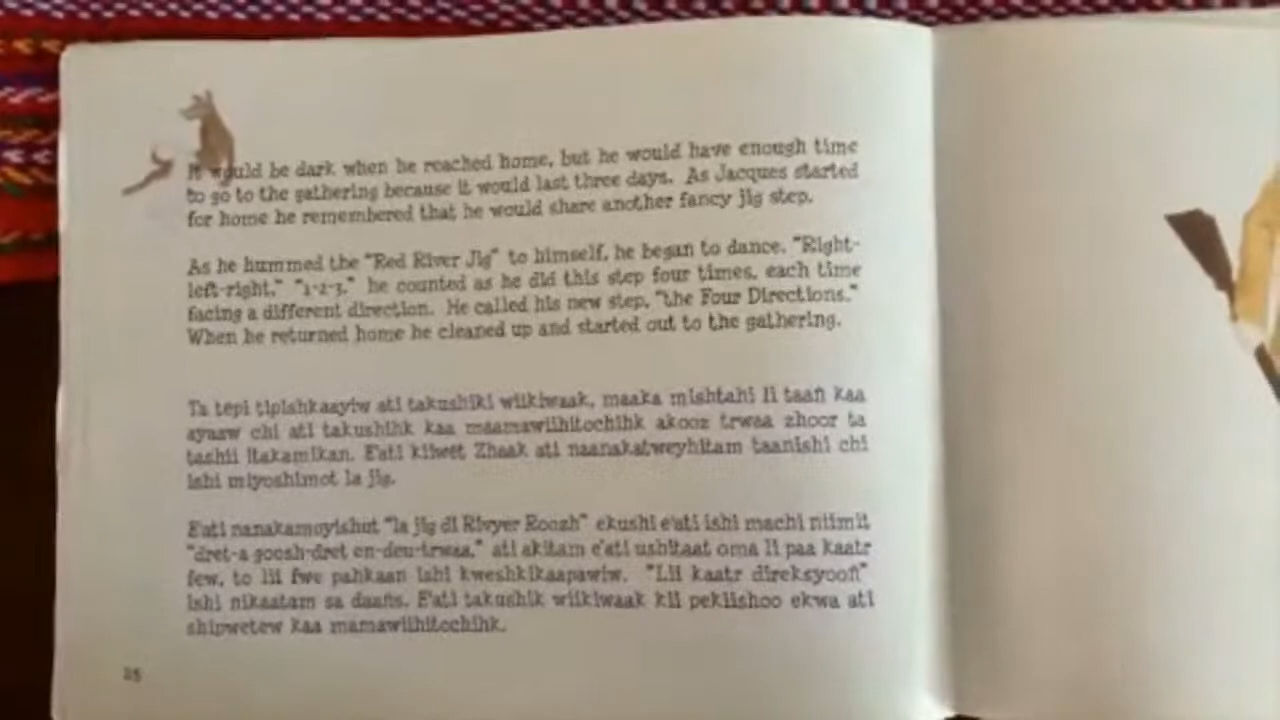 It would be dark when he reached home, but he would have enough time
to go to the gathering because it would last three days. As Jacques started
for home he remembered that he would share another fancy jig step.
As he hummed the "Red River Jig" to himself, he began to dance. "Right-
left-right," "1-2-3," he counted as he did this step four times, each time
facing a different direction. He called his new step, "the Four Directions."
When he returned home he cleaned up and started out to the gathering.
Ta tepi tipishkaayiw ati takushiki wiikiwaak, maaka mishtahi li taañ kaa
ayaaw chi ati takushihk kaa maamawiihitochihk akooz trwaa zhoor ta
tashii itakamikan. E'ati kiiwet Zhaak ati naanakatweyhitam taanishi chi
ishi miyoshimot la jig.
E'ati nanakamoyishut "la jig di Rivyer Roozh" ekushi e'ati ishi machi niimit
"dret-a goosh-dret en-deu-trwaa," ati akitam e'ati ushitaat oma li paa kaatr
few, to lii fwe pahkaan ishi kweshkikaapawiw. "Lii kaatr direksyooñ"
ishi nikaatam sa daañs. E'ati takushik wiikiwaak kii pekiishoo ekwa ati
shipwetew kaa mamawiihitochihk.
25